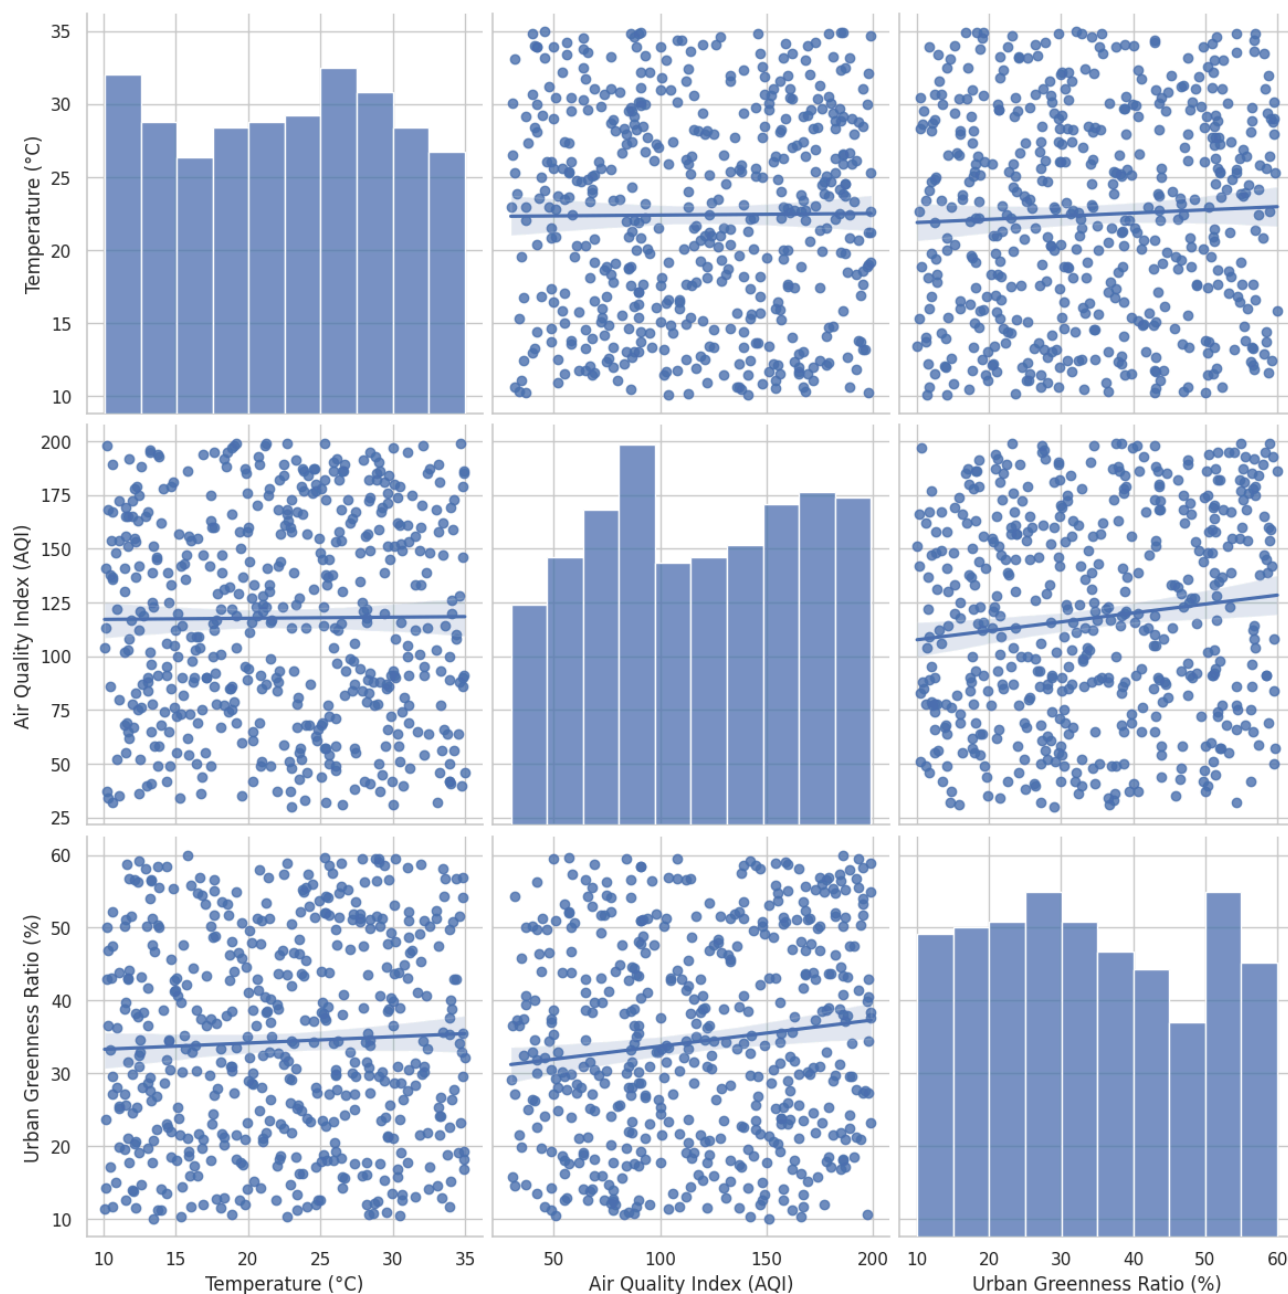 35
30
25
20
15
10
Temperature (°C)
200
175
150
125
100
75
50
25
Air Quality Index (AQI)
60
50
40
30
20
10
Urban Greenness Ratio (%)
10 15 20 25 30 35
50 100 150 200
10 20 30 40 50 60
Temperature (°C)
Air Quality Index (AQI)
Urban Greenness Ratio (%)